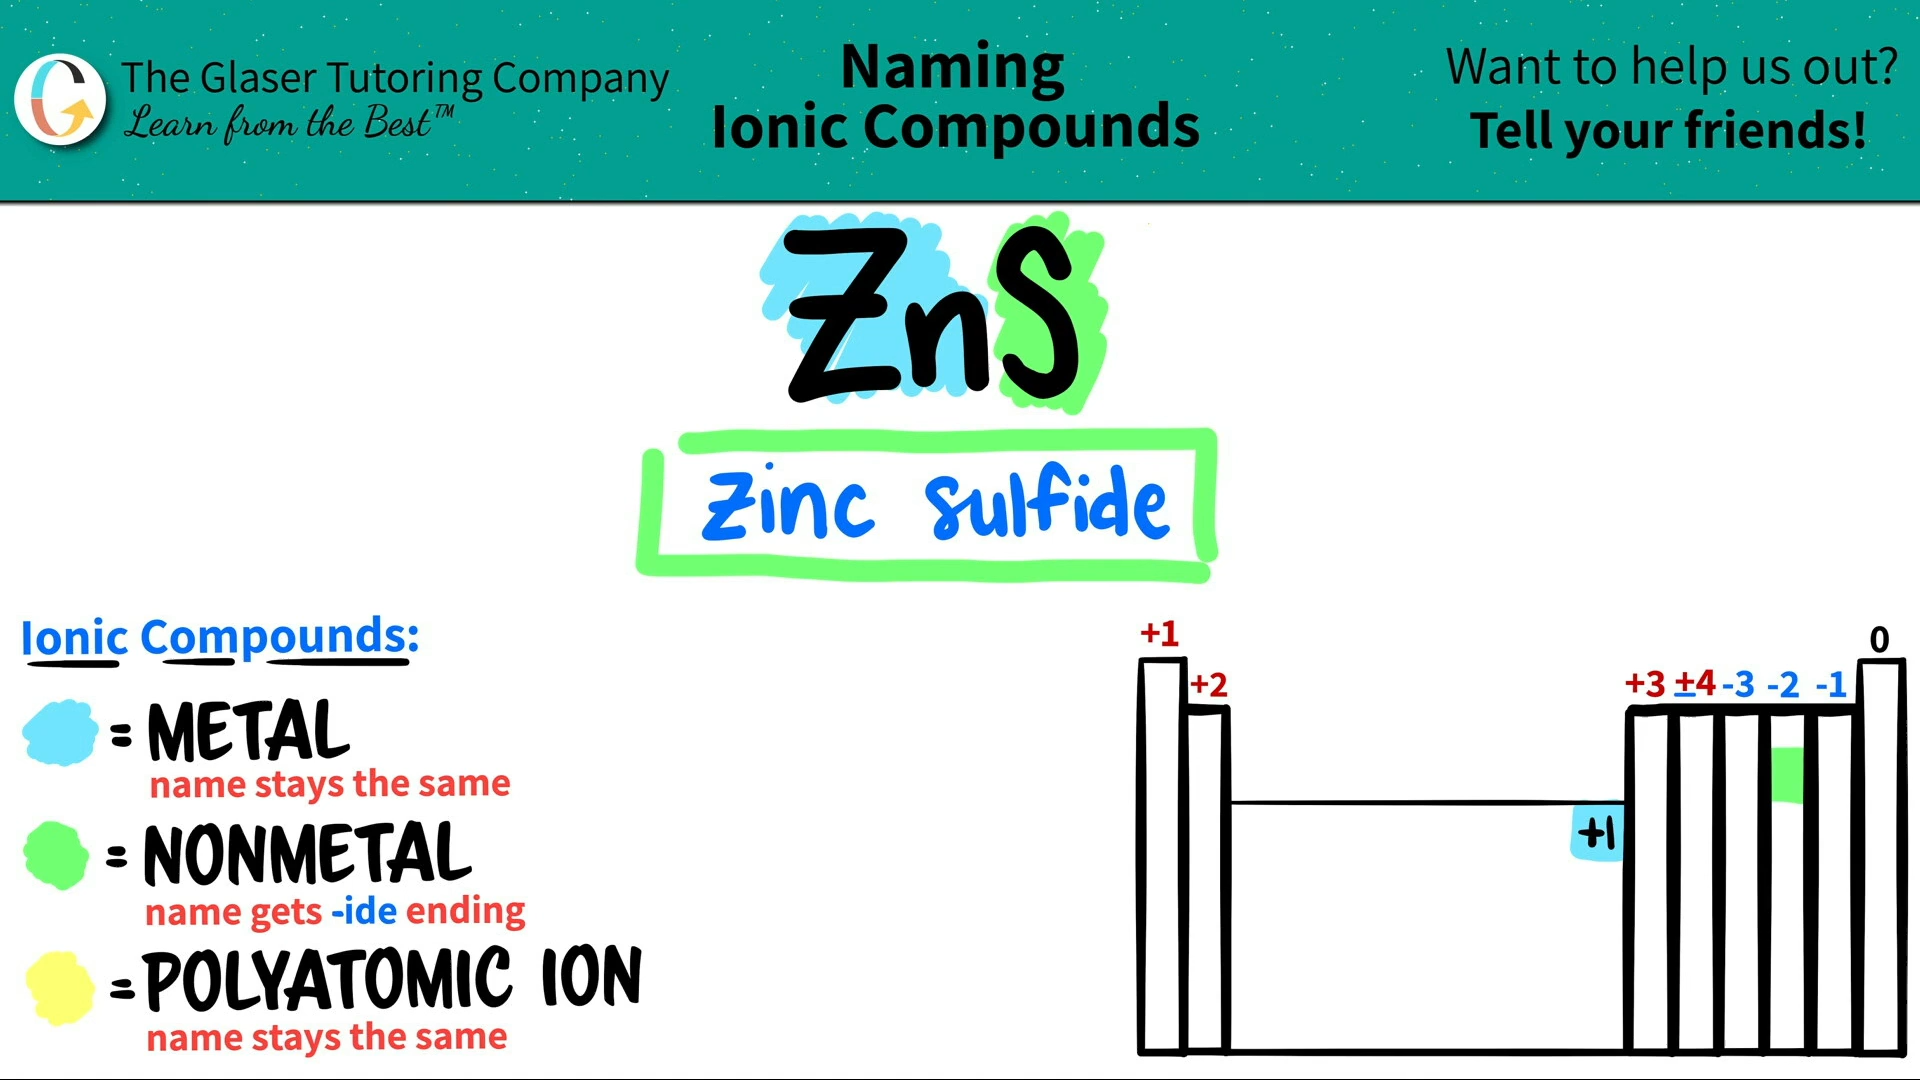 The Glaser Tutoring Company
Learn from the Best™
Naming
Ionic Compounds
Want to help us out?
Tell your friends!
ZnS
Zinc sulfide
Ionic Compounds:
= METAL
name stays the same
= NONMETAL
name gets -ide ending
= POLYATOMIC ION
name stays the same
+1
0
+2
+3 ±4 -3 -2 -1
+1